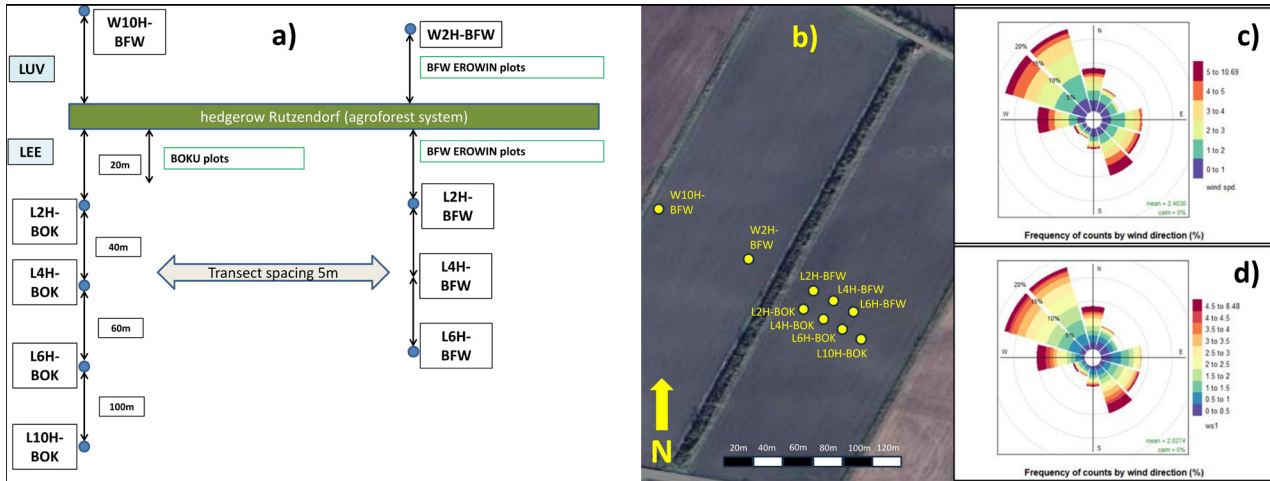 a)
W10H-
BFW
W2H-BFW
LUV
BFW EROWIN plots
hedgerow Rutzendorf (agroforest system)
LEE
20m
BOKU plots
BFW EROWIN plots
L2H-
BOK
L2H-
BFW
40m
Transect spacing 5m
L4H-
BOK
L4H-
BFW
60m
L6H-
BOK
L6H-
BFW
100m
L10H-
BOK
b)
W10H-
BFW
W2H-
BFW
L2H-BFW
L4H-BFW
L6H-BFW
L2H-BOK
L4H-BOK
L6H-BOK
L10H-BOK
N
20m 40m 60m 80m 100m 120m
c)
N
20%
15%
10%
5%
W
E
S
5 to 10.69
4 to 5
3 to 4
2 to 3
1 to 2
0 to 1
wind spd.
mean = 2.4036
calm = 0%
Frequency of counts by wind direction (%)
d)
N
20%
15%
10%
5%
W
E
S
4.5 to 8.48
4 to 4.5
3.5 to 4
3 to 3.5
2.5 to 3
2 to 2.5
1.5 to 2
1 to 1.5
0.5 to 1
0 to 0.5
ws1
mean = 2.0274
calm = 0%
Frequency of counts by wind direction (%)